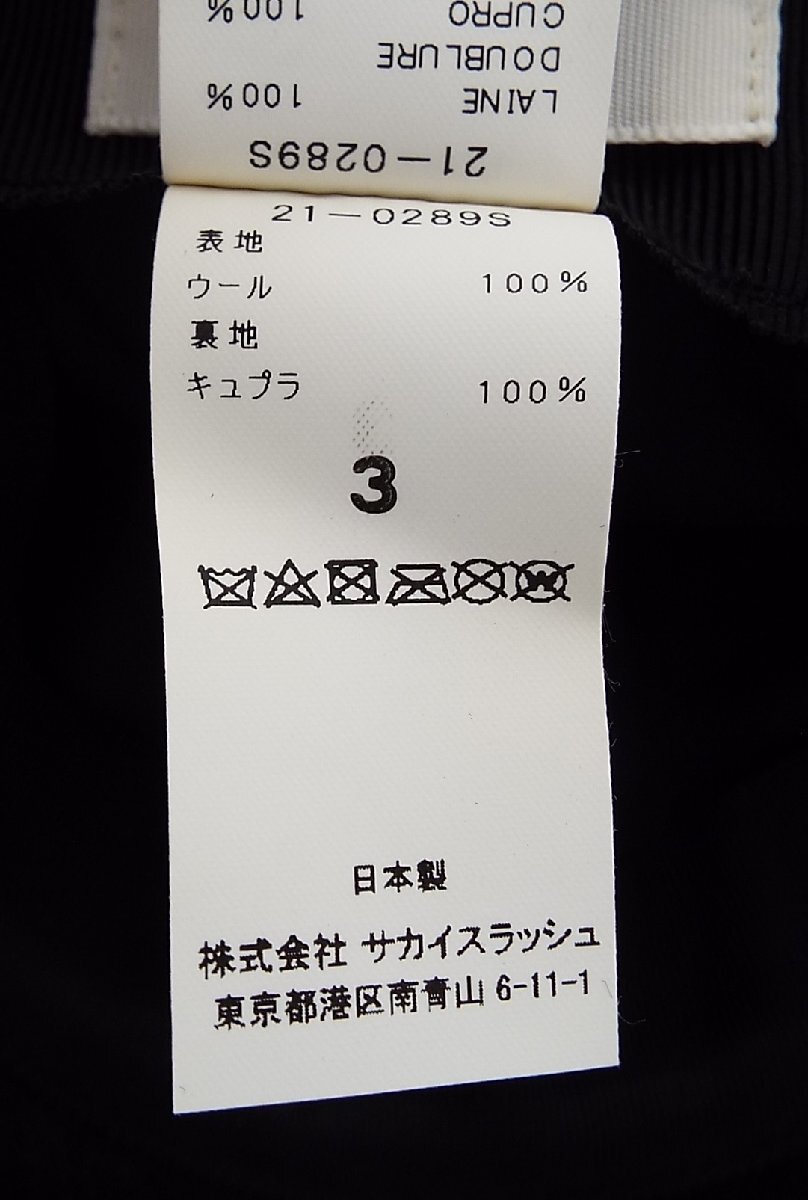 21-0289S
LAINE 100%
DOUBLURE
CUPRO 100%
21-0289S
表地
ウール 100%
裏地
キュプラ 100%
3
W
日本製
株式会社 サカイスラッシュ
東京都港区南青山 6-11-1